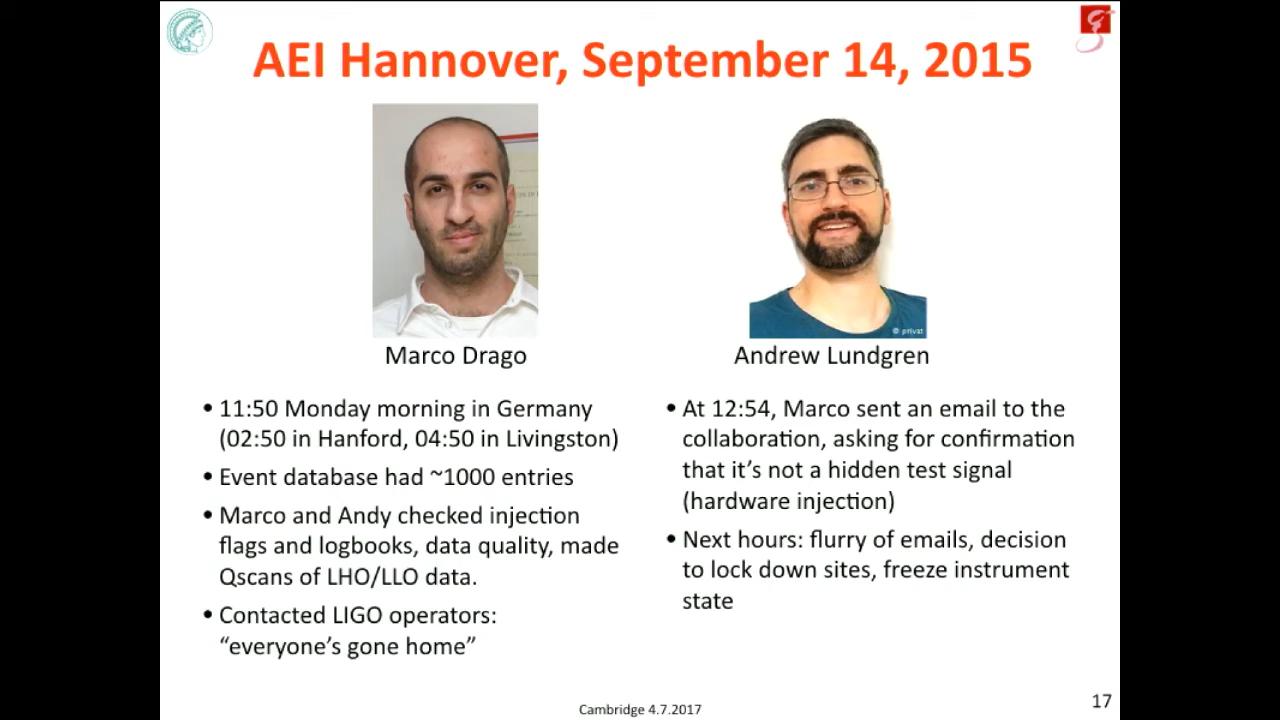 AEI Hannover, September 14, 2015
© privat
Marco Drago
Andrew Lundgren
• 11:50 Monday morning in Germany
(02:50 in Hanford, 04:50 in Livingston)
• Event database had ~1000 entries
• Marco and Andy checked injection
flags and logbooks, data quality, made
Qscans of LHO/LLO data.
• Contacted LIGO operators:
“everyone’s gone home”
• At 12:54, Marco sent an email to the
collaboration, asking for confirmation
that it’s not a hidden test signal
(hardware injection)
• Next hours: flurry of emails, decision
to lock down sites, freeze instrument
state
Cambridge 4.7.2017
17